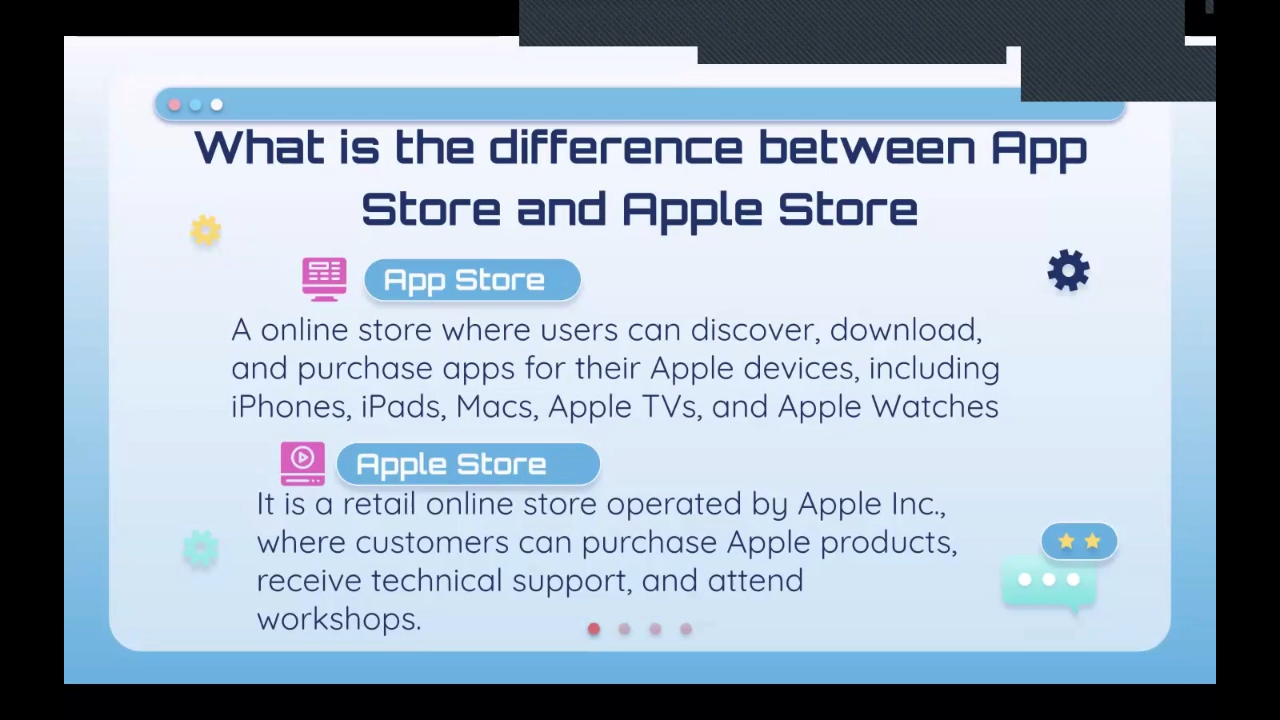 What is the difference between App
Store and Apple Store
App Store
A online store where users can discover, download,
and purchase apps for their Apple devices, including
iPhones, iPads, Macs, Apple TVs, and Apple Watches
Apple Store
It is a retail online store operated by Apple Inc.,
where customers can purchase Apple products,
receive technical support, and attend
workshops.